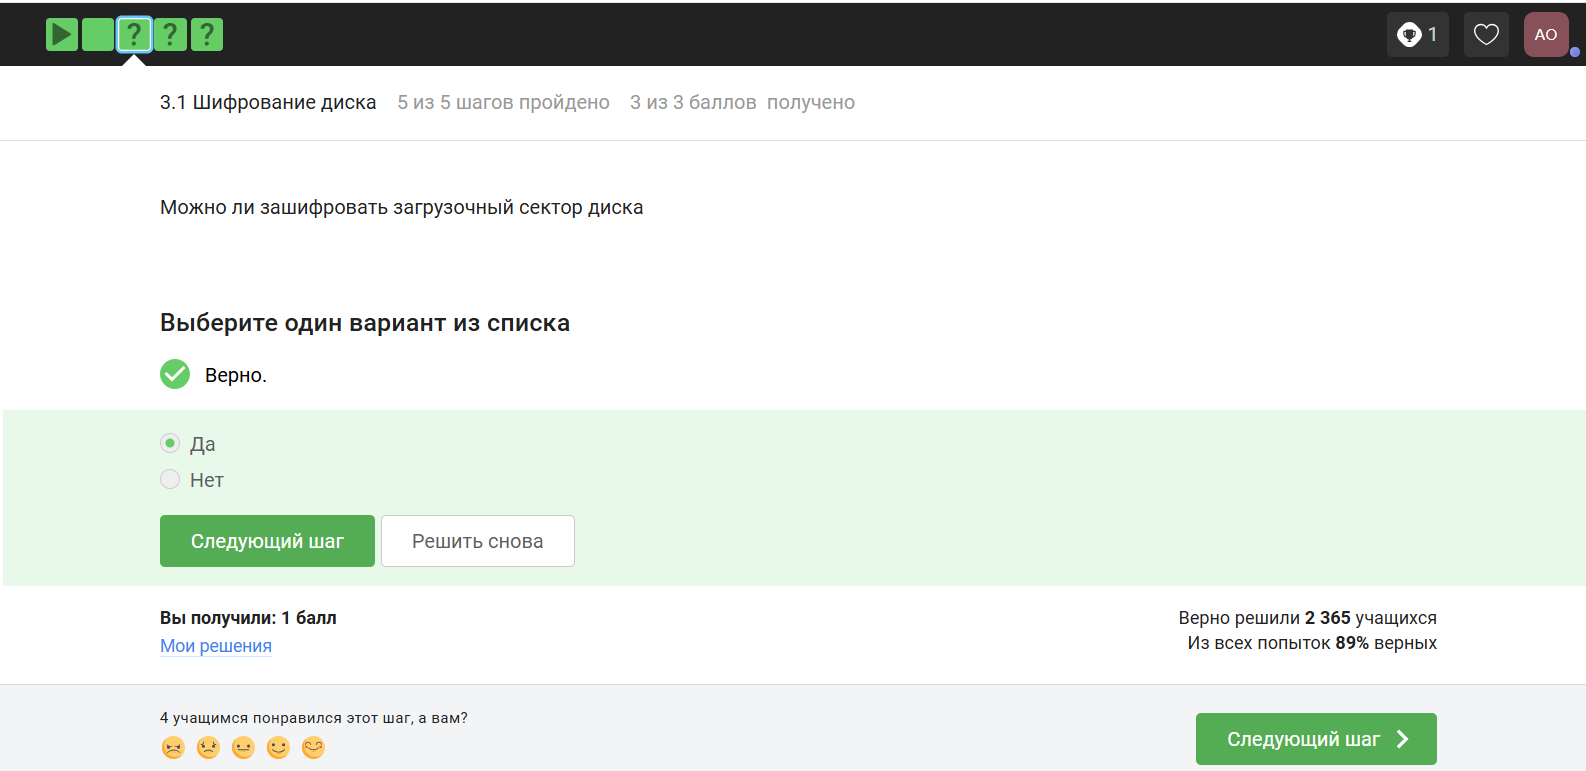 ? ? ?
1
AO
3.1 Шифрование диска 5 из 5 шагов пройдено 3 из 3 баллов получено
Можно ли зашифровать загрузочный сектор диска
Выберите один вариант из списка
Верно.
Да
Нет
Следующий шаг Решить снова
Вы получили: 1 балл
Мои решения
Верно решили 2 365 учащихся
Из всех попыток 89% верных
4 учащимся понравился этот шаг, а вам?
Следующий шаг